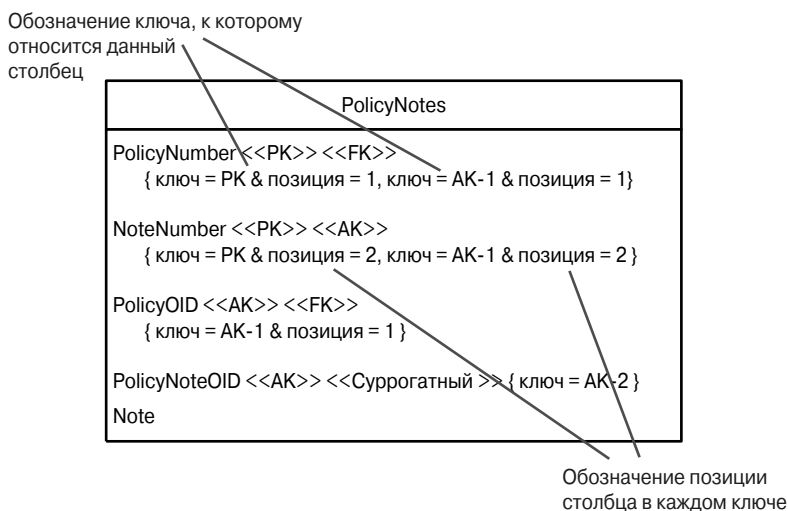 Обозначение ключа, к которому
относится данный
столбец
PolicyNotes
PolicyNumber <<PK>> <<FK>>
{ ключ = PK & позиция = 1, ключ = AK-1 & позиция = 1}
NoteNumber <<PK>> <<AK>>
{ ключ = PK & позиция = 2, ключ = AK-1 & позиция = 2 }
PolicyOID <<AK>> <<FK>>
{ ключ = AK-1 & позиция = 1 }
PolicyNoteOID <<AK>> <<Суррогатный >> { ключ = AK-2 }
Note
Обозначение позиции
столбца в каждом ключе